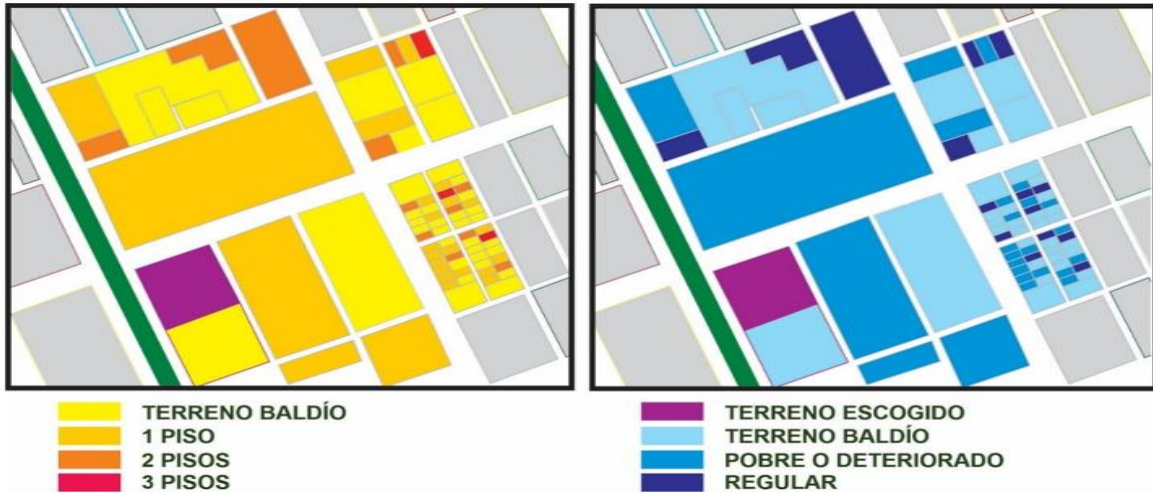 TERRENO BALDÍO
1 PISO
2 PISOS
3 PISOS
TERRENO ESCOGIDO
TERRENO BALDÍO
POBRE O DETERIORADO
REGULAR